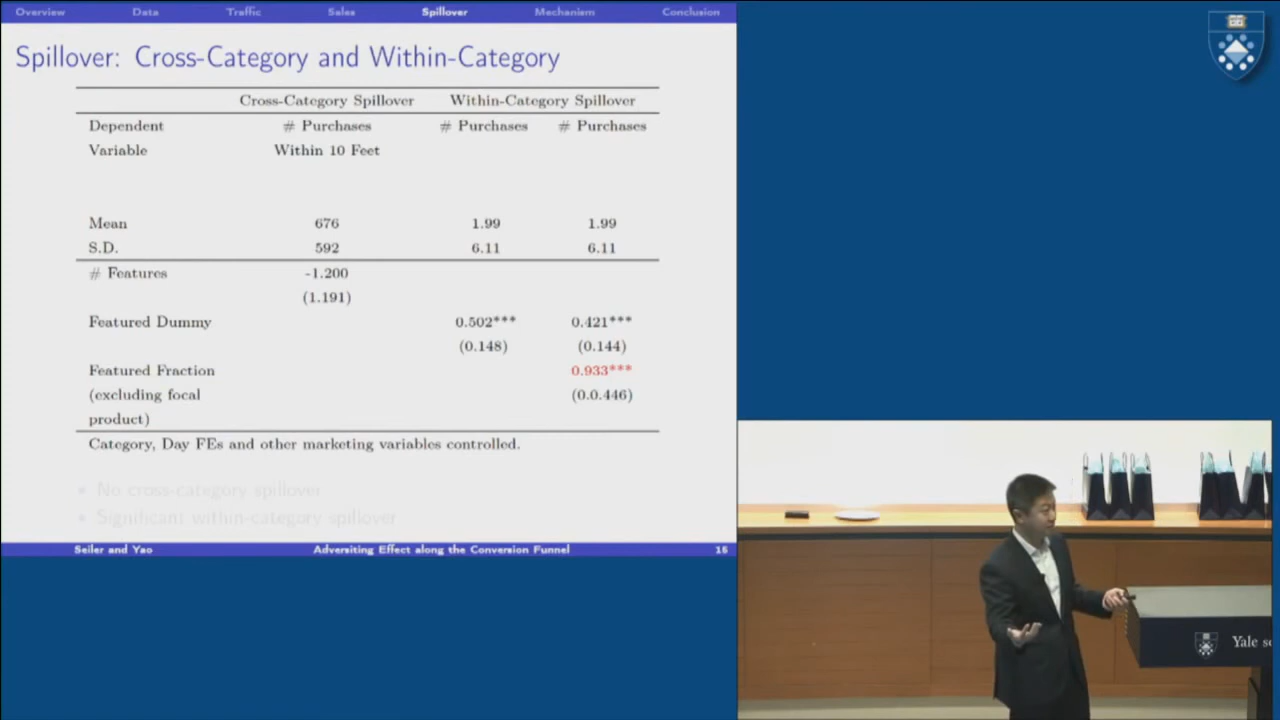 Overview Data Traffic Sales Spillover Mechanism Conclusion
Spillover: Cross-Category and Within-Category
Cross-Category Spillover Within-Category Spillover
Dependent # Purchases # Purchases # Purchases
Variable Within 10 Feet
Mean 676 1.99 1.99
S.D. 592 6.11 6.11
# Features -1.200
(1.191)
Featured Dummy 0.502*** 0.421***
(0.148) (0.144)
Featured Fraction 0.933***
(excluding focal (0.0.446)
product)
Category, Day FEs and other marketing variables controlled.
• No cross-category spillover
• Significant within-category spillover
Seiler and Yao Adversiting Effect along the Conversion Funnel 15
Yale